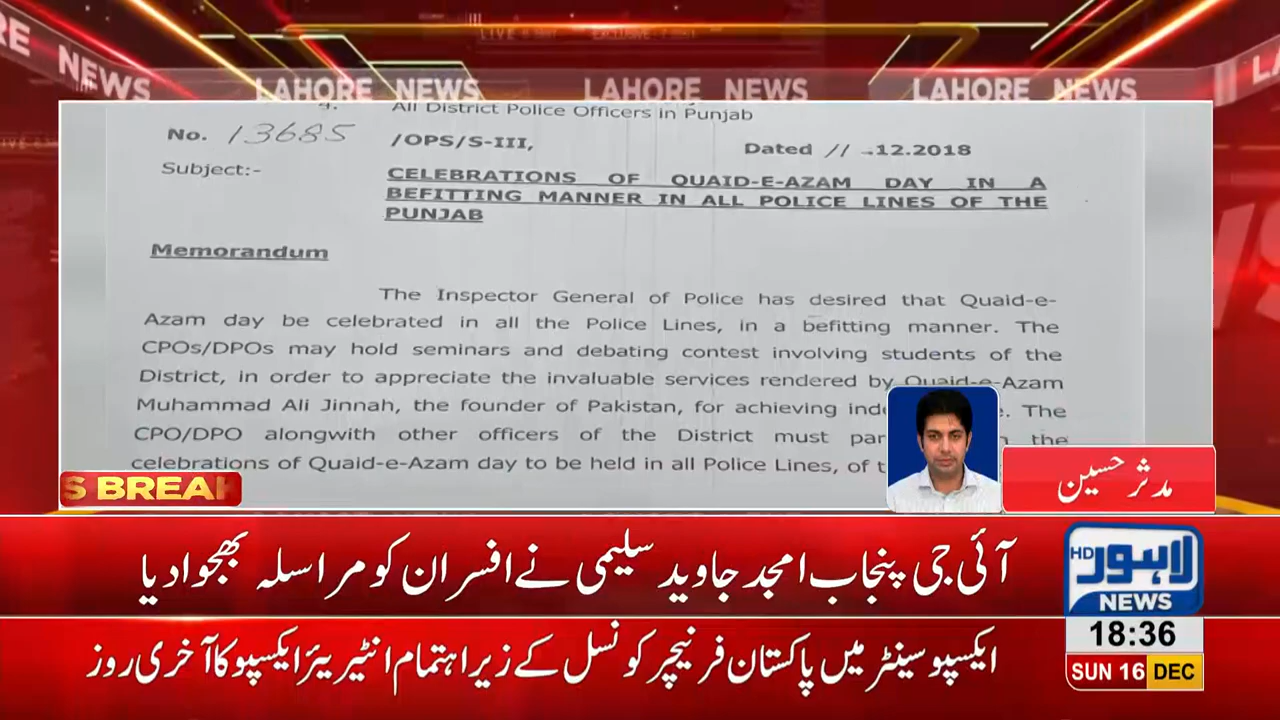 LAHORE NEWS LAHORE NEWS LAHORE NEWS
All District Police Officers in Punjab
No. 13685 /OPS/S-III, Dated // .12.2018
Subject:- CELEBRATIONS OF QUAID-E-AZAM DAY IN A
BEFITTING MANNER IN ALL POLICE LINES OF THE
PUNJAB
Memorandum
The Inspector General of Police has desired that Quaid-e-
Azam day be celebrated in all the Police Lines, in a befitting manner. The
CPOs/DPOs may hold seminars and debating contest involving students of the
District, in order to appreciate the invaluable services rendered by Quaid-e-Azam
Muhammad Ali Jinnah, the founder of Pakistan, for achieving The
CPO/DPO alongwith other officers of the District must the
celebrations of Quaid-e-Azam day to be held in all Police Lines, of
مدثر حسین
S BREAK
آئی جی پنجاب امجد جاوید سلیمی نے افسران کو مراسلہ بھجوا دیا
لاہور HD
NEWS
18:36
SUN 16 DEC
ایکسپو سینٹر میں پاکستان فرنیچر کونسل کے زیر اہتمام انٹیریئر ایکسپو کا آخری روز